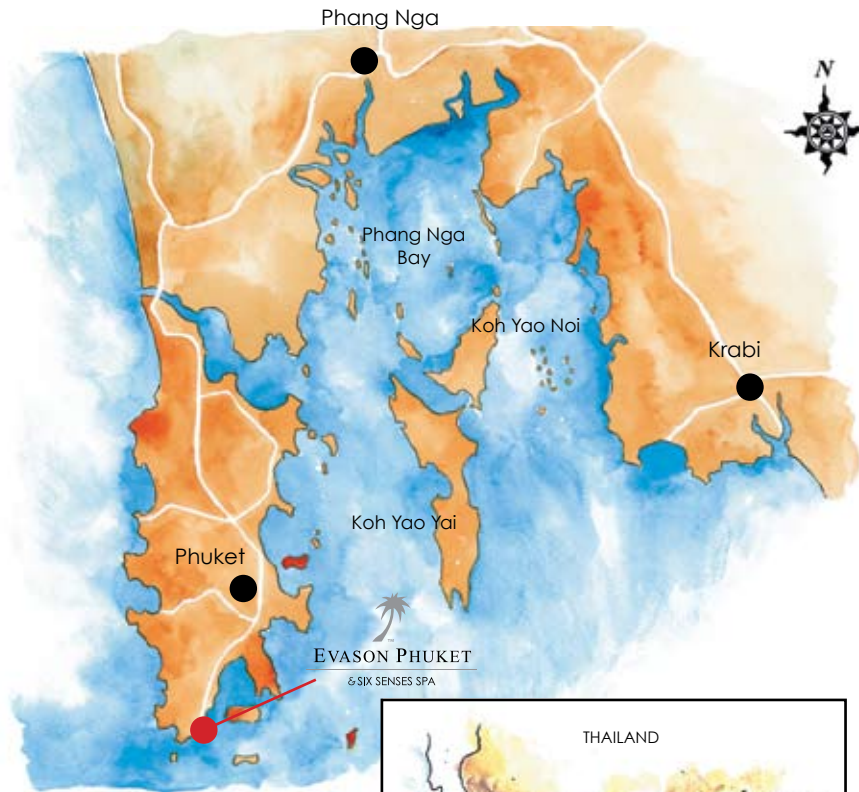 Phang Nga
N
Phang Nga
Bay
Koh Yao Noi
Krabi
Koh Yao Yai
Phuket
EVASON PHUKET
& SIX SENSES SPA
THAILAND